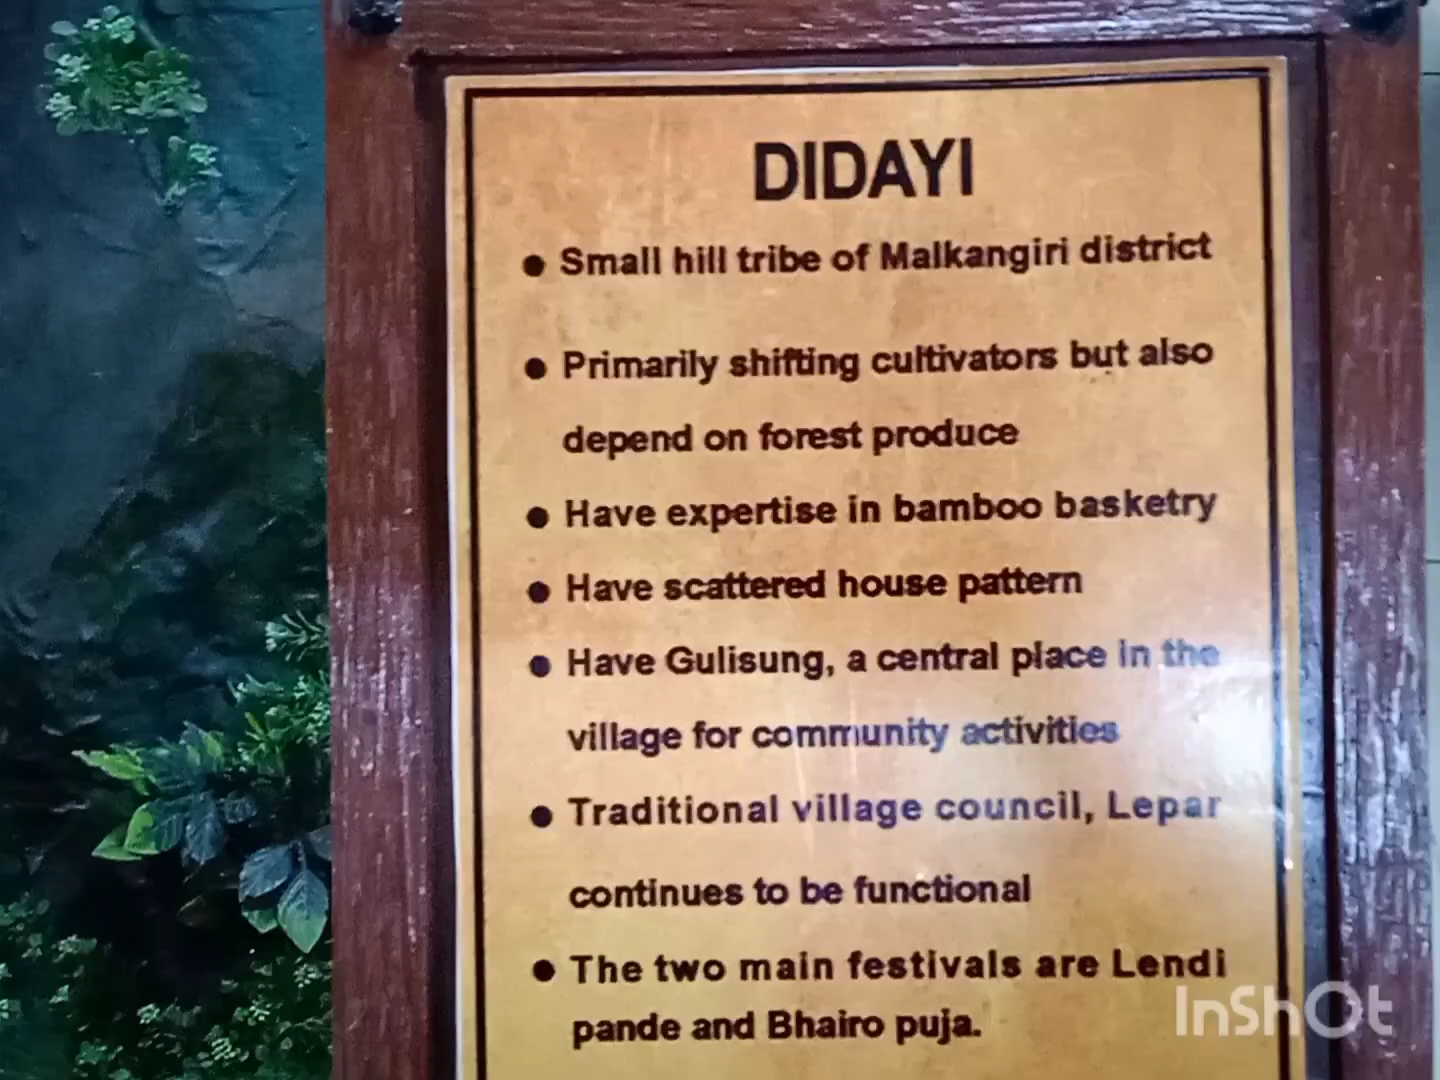 DIDAYI
● Small hill tribe of Malkangiri district
● Primarily shifting cultivators but also
depend on forest produce
● Have expertise in bamboo basketry
● Have scattered house pattern
● Have Gulisung, a central place in the
village for community activities
● Traditional village council, Lepar
continues to be functional
● The two main festivals are Lendi
pande and Bhairo puja.
InShOt